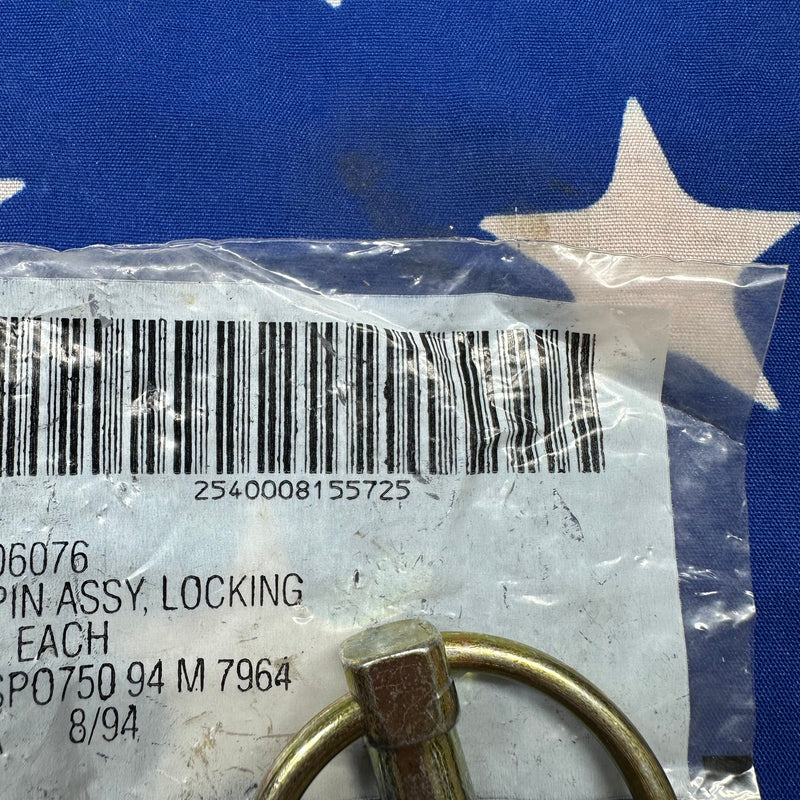 2540008155725
06076
PIN ASSY, LOCKING
EACH
SPO750 94 M 7964
A 8/94